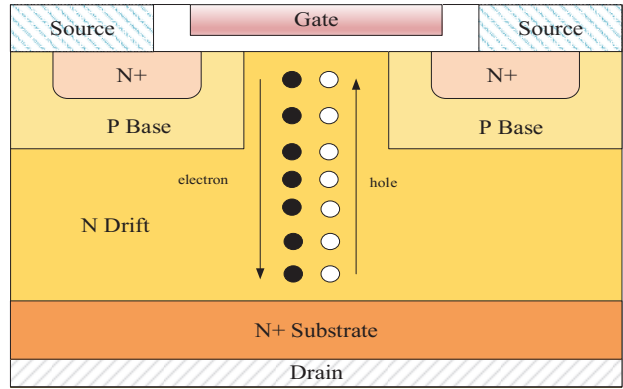 Gate
Source
Source
N+
N+
P Base
P Base
electron
hole
N Drift
N+ Substrate
Drain